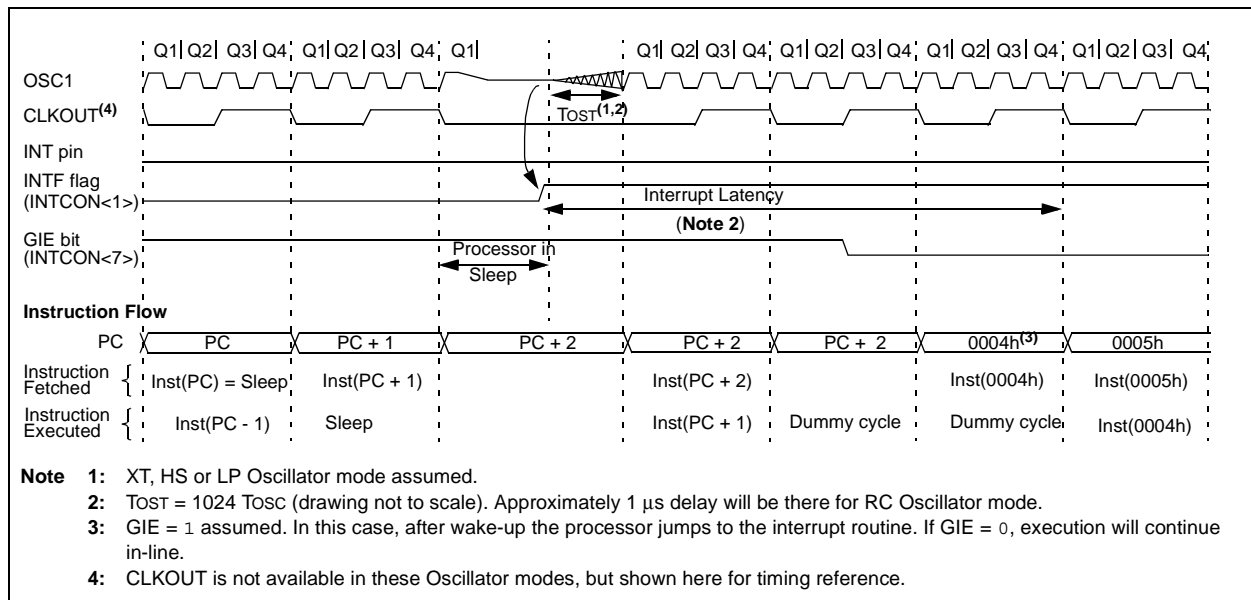 Q1| Q2| Q3| Q4| Q1| Q2| Q3| Q4 Q1| Q1| Q2| Q3| Q4| Q1| Q2| Q3| Q4| Q1| Q2| Q3| Q4| Q1| Q2| Q3| Q4
OSC1
CLKOUT(4) TOST(1,2)
INT pin
INTF flag
(INTCON<1>) Interrupt Latency
(Note 2)
GIE bit
(INTCON<7>) Processor in
Sleep
Instruction Flow
PC PC PC + 1 PC + 2 PC + 2 PC + 2 0004h(3) 0005h
Instruction
Fetched { Inst(PC) = Sleep Inst(PC + 1) Inst(PC + 2) Inst(0004h) Inst(0005h)
Instruction
Executed { Inst(PC - 1) Sleep Inst(PC + 1) Dummy cycle Dummy cycle Inst(0004h)
Note 1: XT, HS or LP Oscillator mode assumed.
2: TOST = 1024 TOSC (drawing not to scale). Approximately 1 μs delay will be there for RC Oscillator mode.
3: GIE = 1 assumed. In this case, after wake-up the processor jumps to the interrupt routine. If GIE = 0, execution will continue
in-line.
4: CLKOUT is not available in these Oscillator modes, but shown here for timing reference.